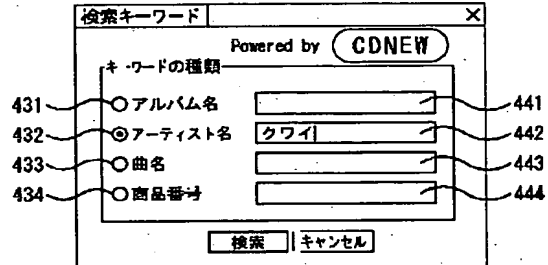 検索キーワード ×
Powered by CDNEW
キーワードの種類
431 アルバム名 441
432 アーティスト名 クワイ 442
433 曲名 443
434 商品番号 444
検索 キャンセル